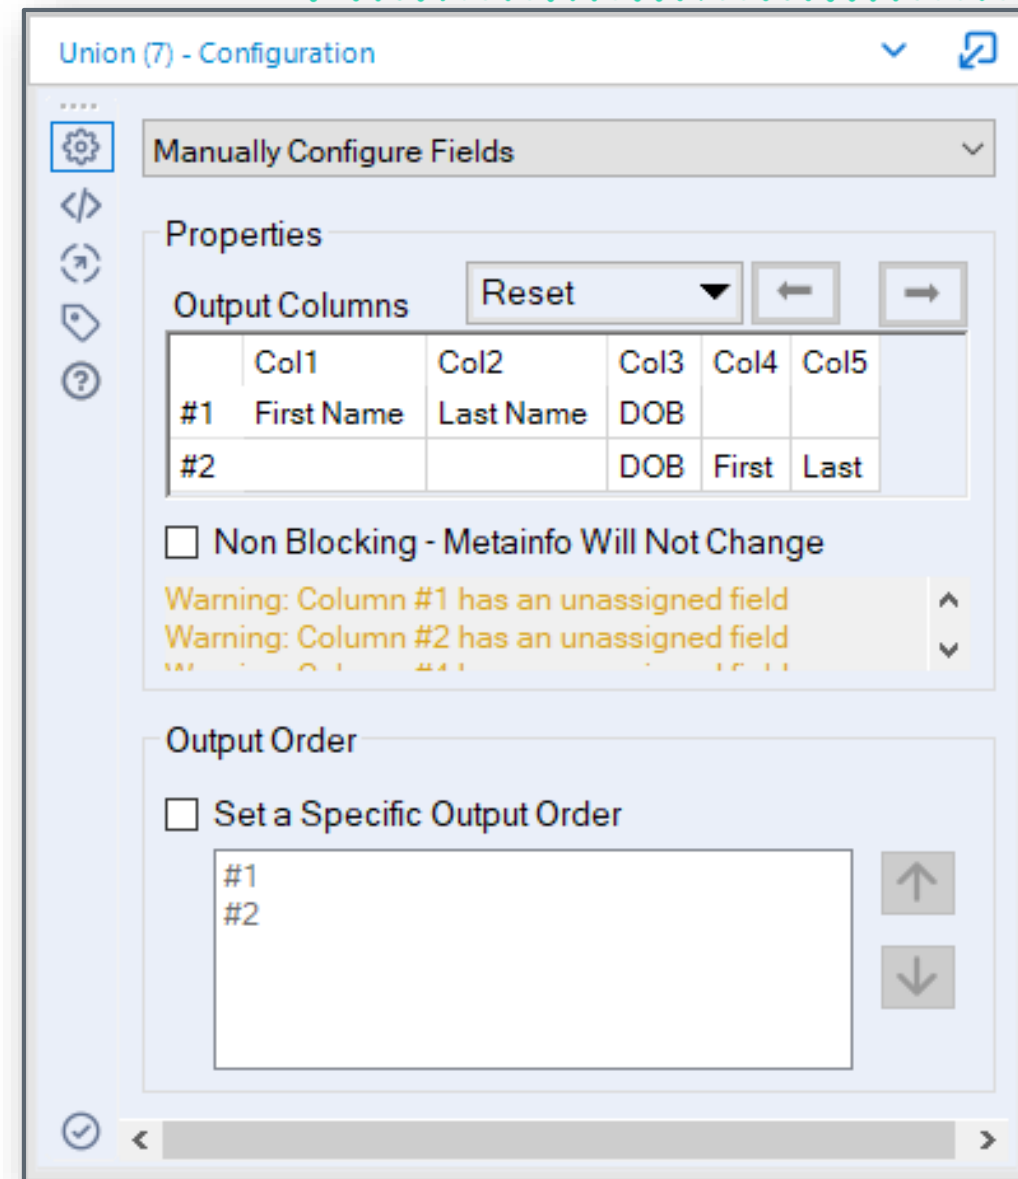 Union (7) - Configuration
Manually Configure Fields
Properties
Output Columns Reset
Col1 Col2 Col3 Col4 Col5
#1 First Name Last Name DOB
#2 DOB First Last
Non Blocking - Metainfo Will Not Change
Warning: Column #1 has an unassigned field
Warning: Column #2 has an unassigned field
Output Order
Set a Specific Output Order
#1
#2